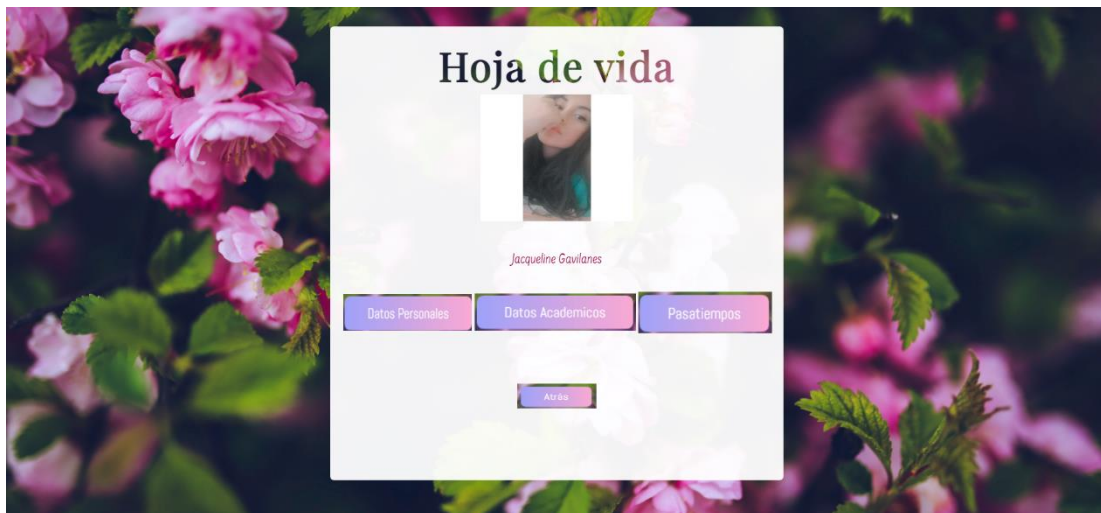 Hoja de vida
Jacqueline Gavilanes
Datos Personales Datos Academicos Pasatiempos
Atrás